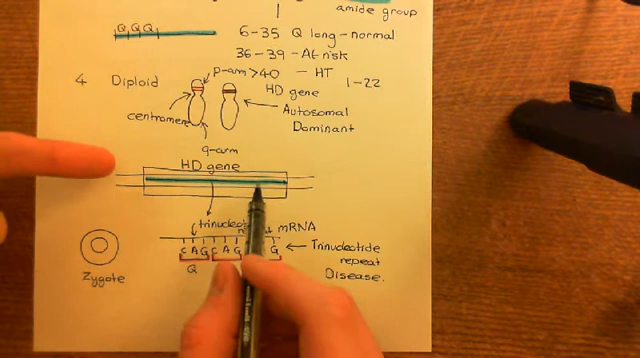 amide group
Q Q Q
6-35 Q long - normal
36-39 - At risk
p-arm >40 - HT
4 Diploid
HD gene
1-22
centromere
Autosomal
Dominant
q-arm
HD gene
mRNA
C A G C A G G
Trinucleotide
repeat
Disease.
Q
Zygote